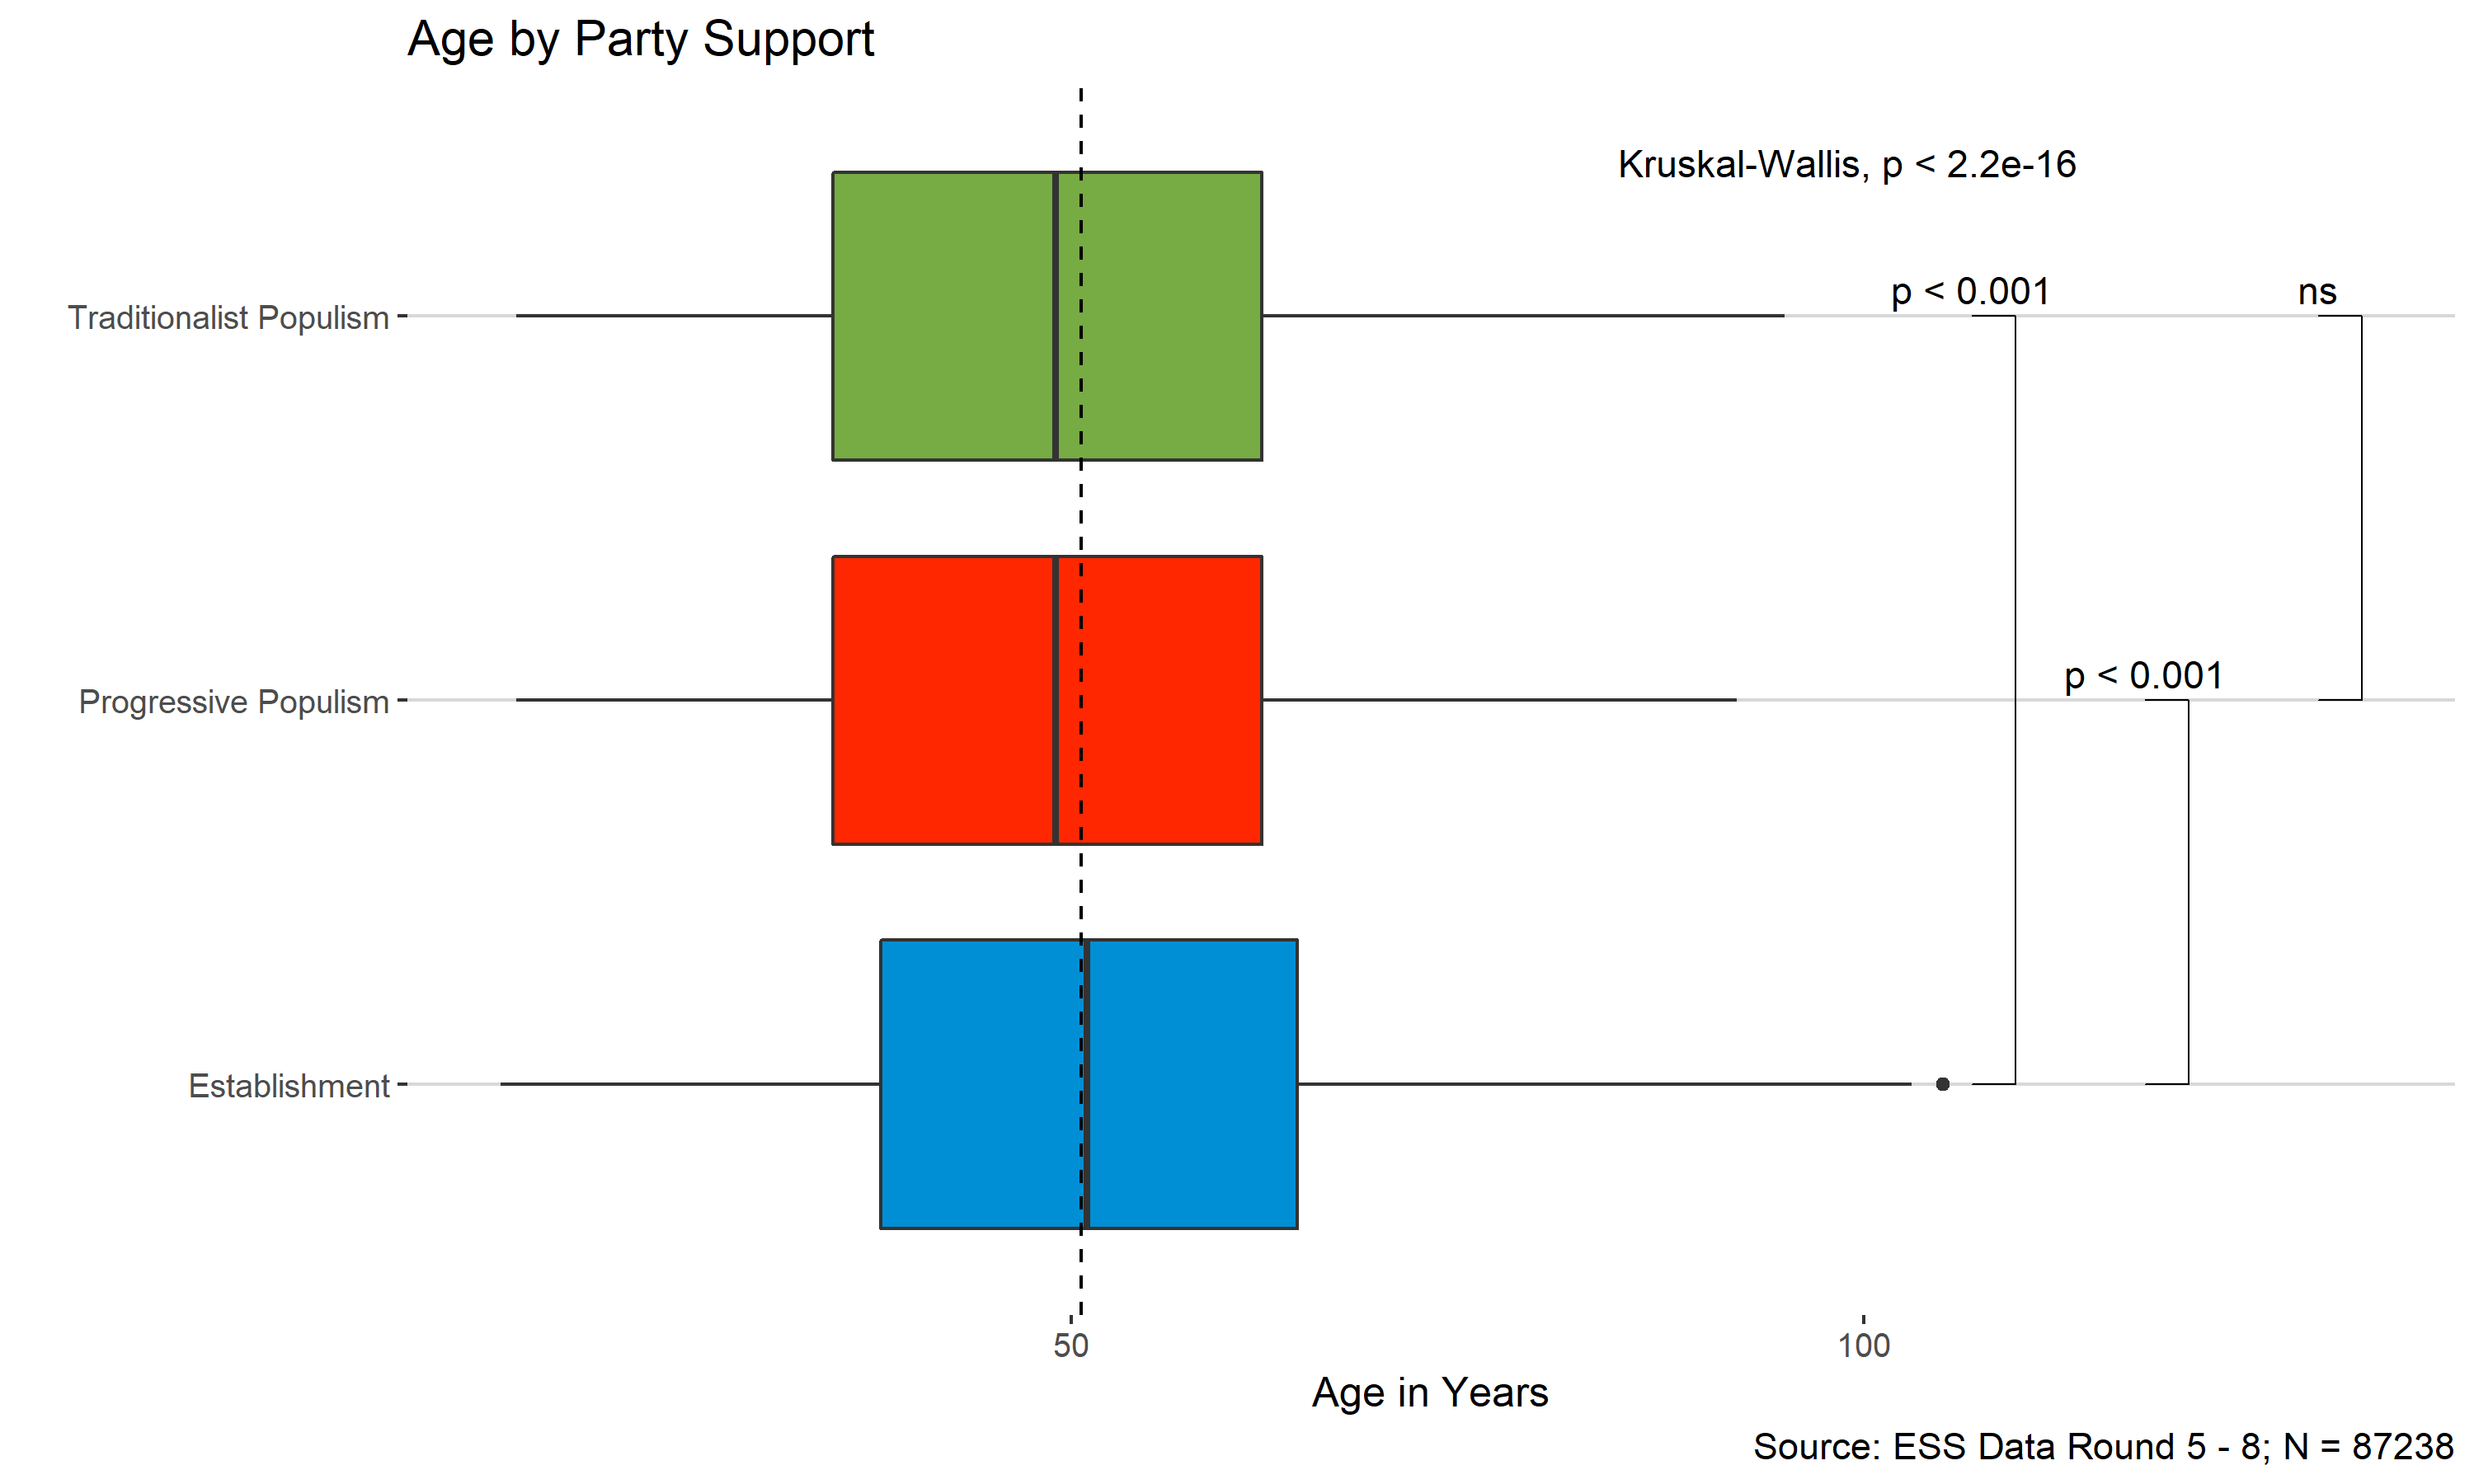 Age by Party Support
Kruskal-Wallis, p < 2.2e-16
p < 0.001
ns
Traditionalist Populism
p < 0.001
Progressive Populism
Establishment
50
100
Age in Years
Source: ESS Data Round 5 - 8; N = 87238